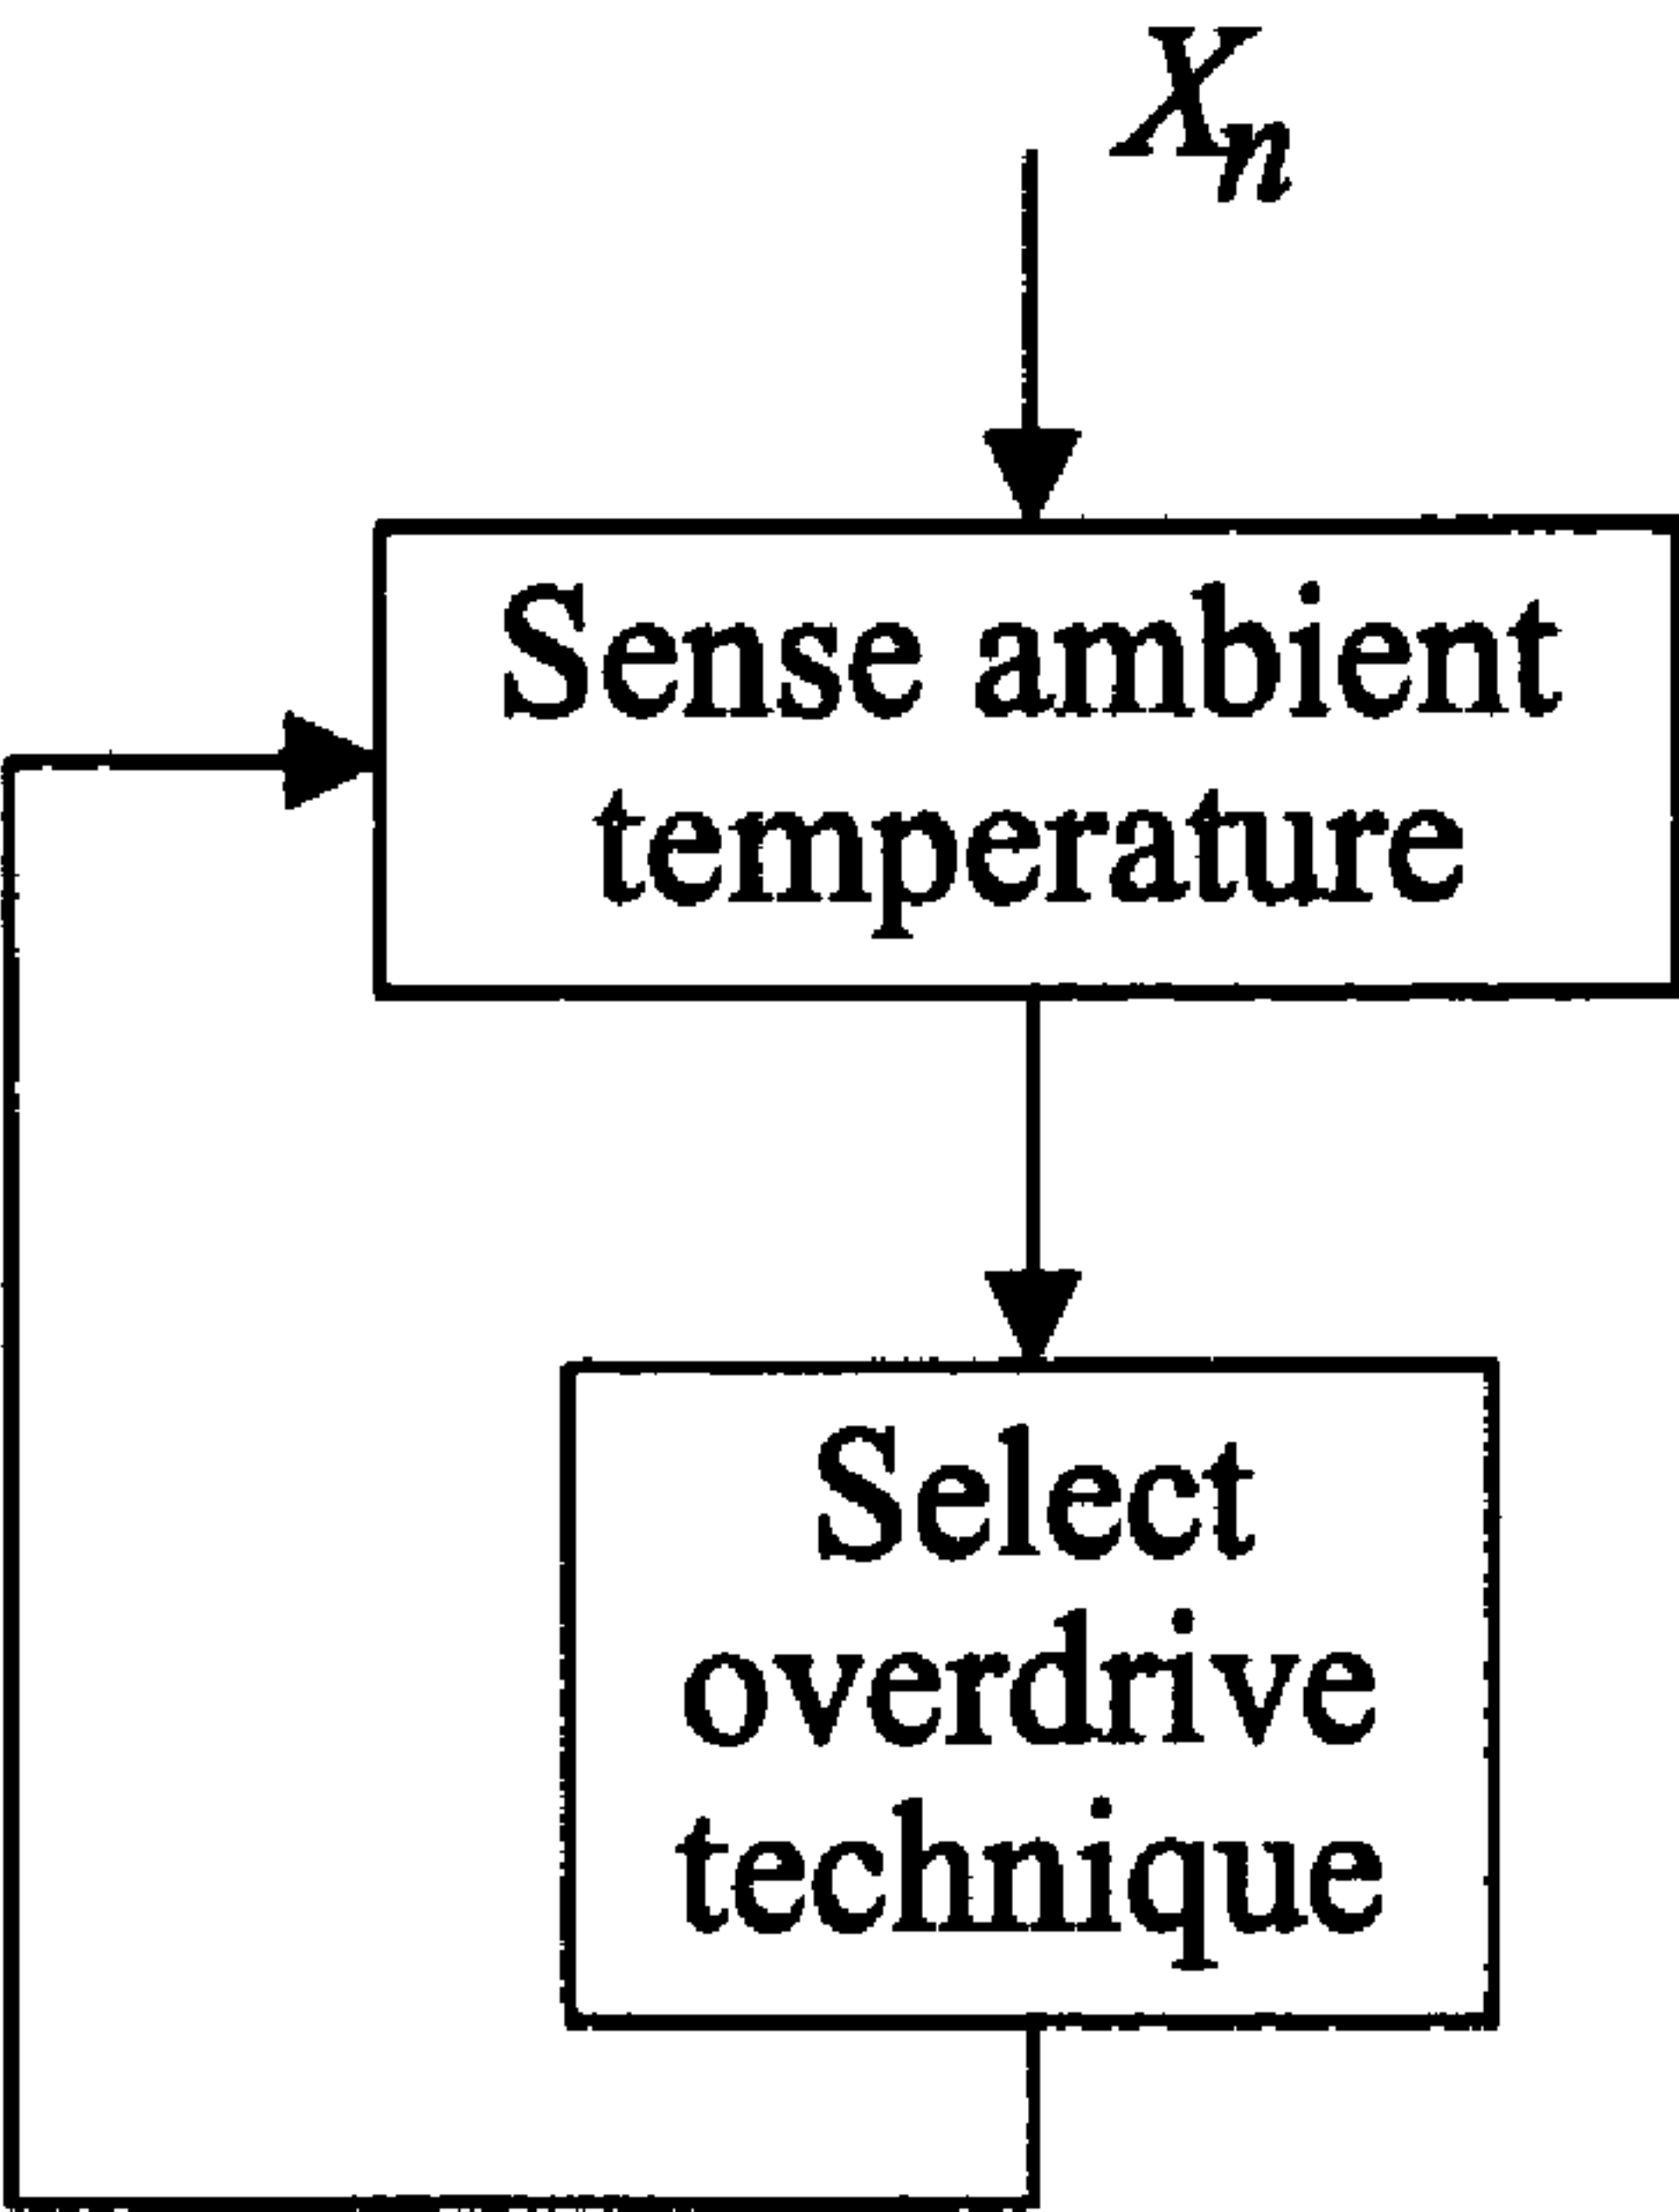 Xn
Sense ambient
temperature
Select
overdrive
technique